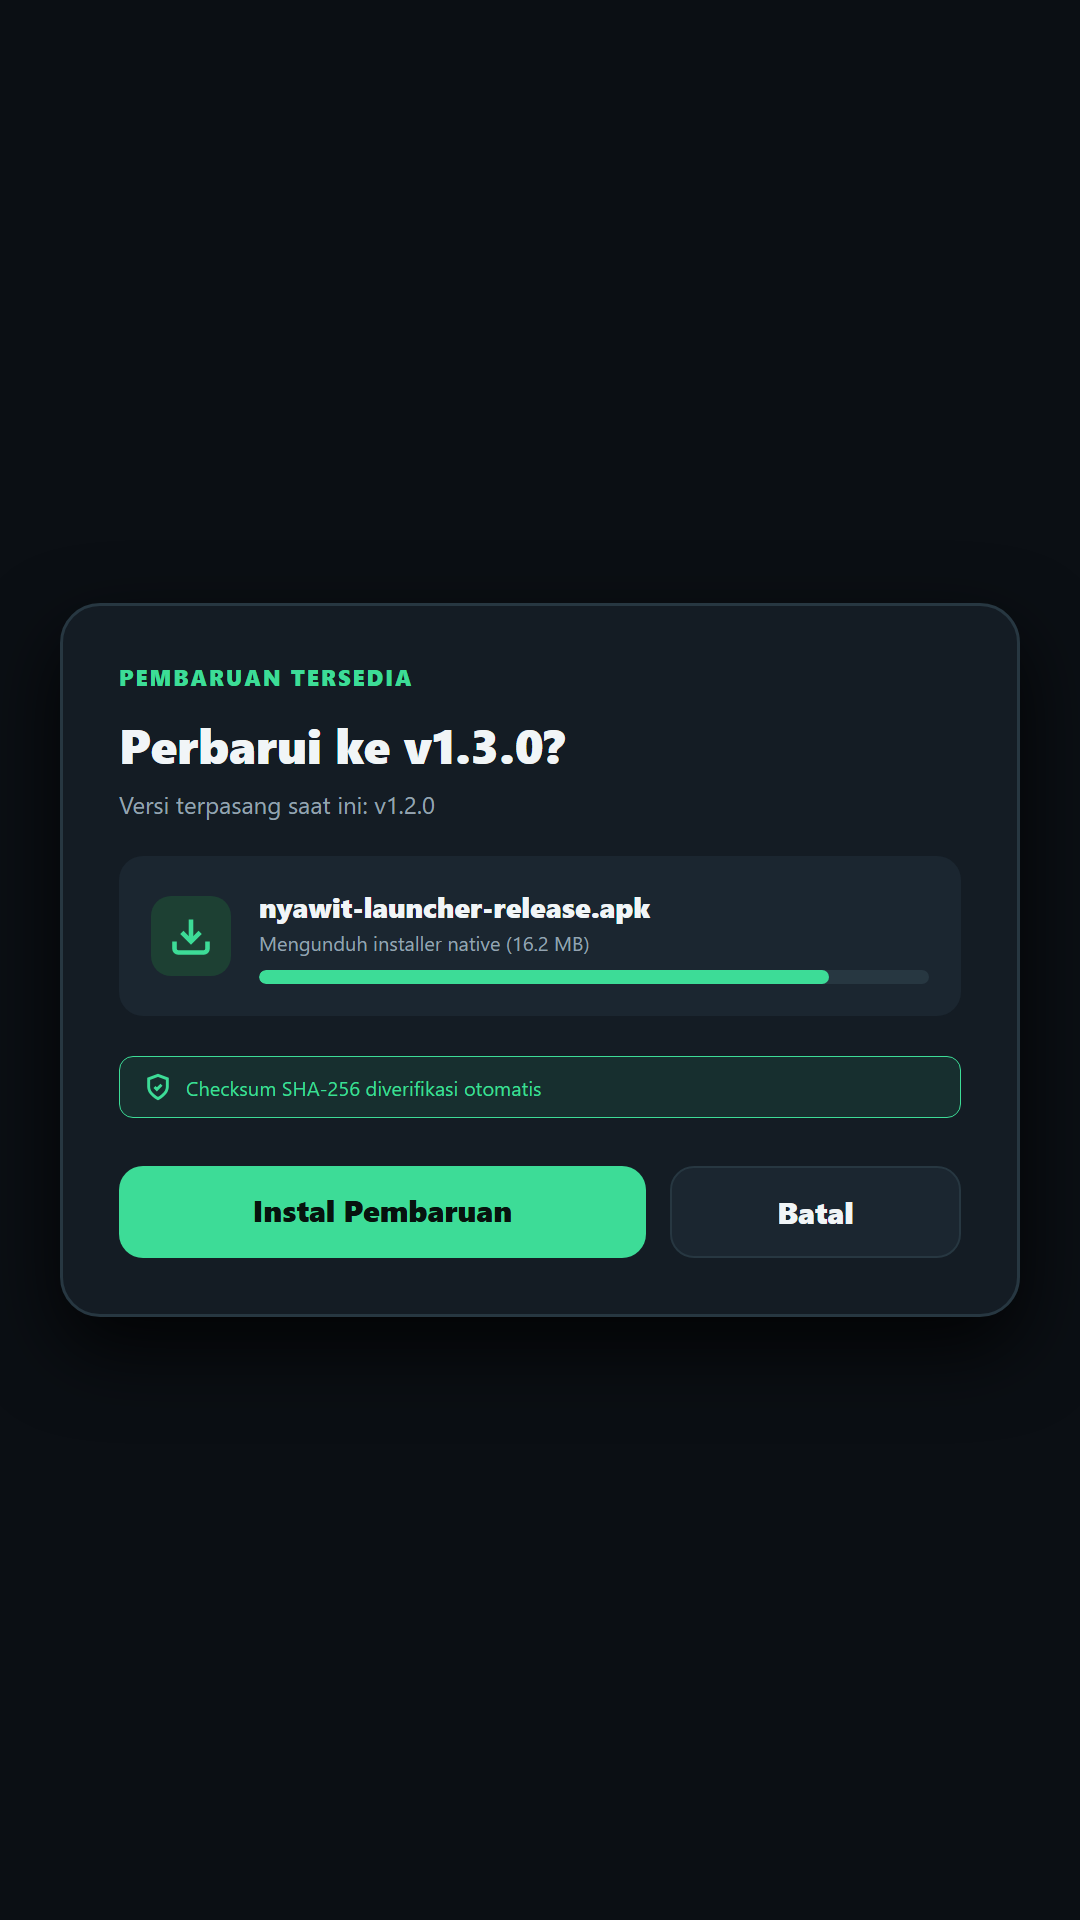 PEMBARUAN TERSEDIA
Perbarui ke v1.3.0?
Versi terpasang saat ini: v1.2.0
nyawit-launcher-release.apk
Mengunduh installer native (16.2 MB)
Checksum SHA-256 diverifikasi otomatis
Instal Pembaruan
Batal